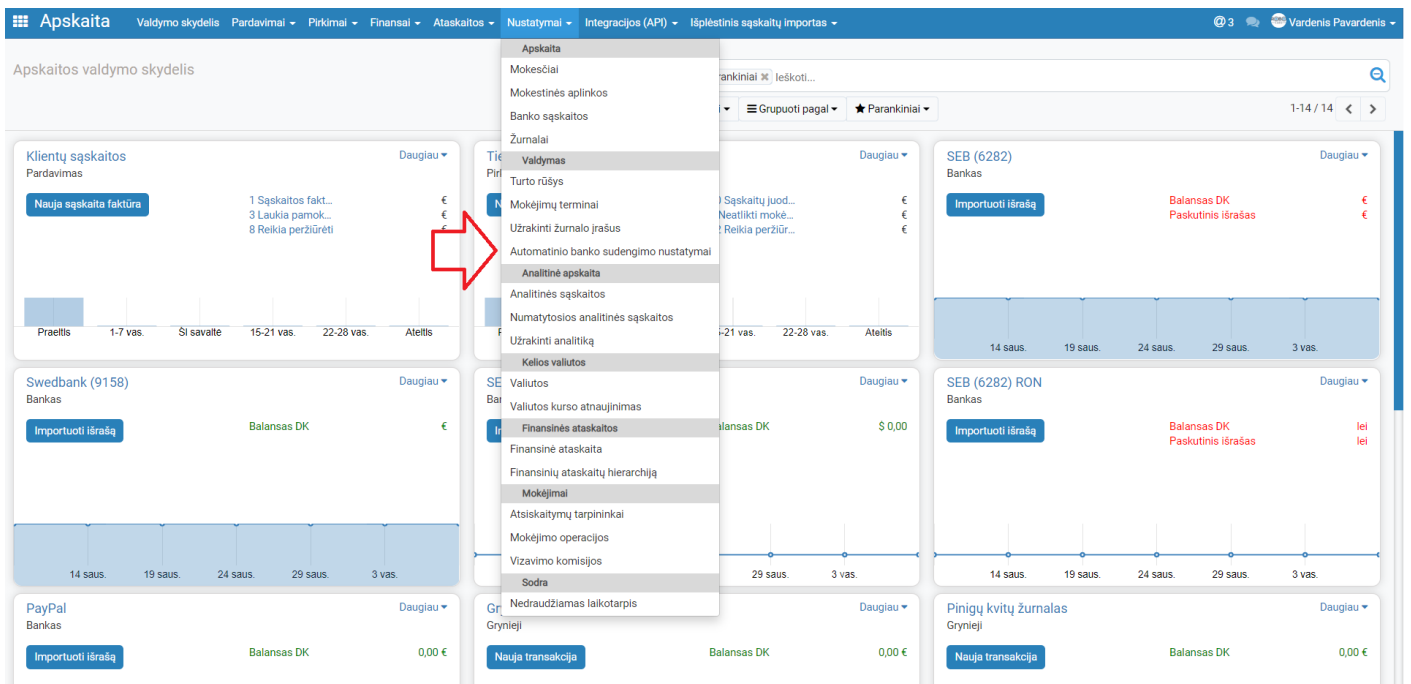 Apskaita Valdymo skydelis Pardavimai Pirkimai Finansai Ataskaitos Nustatymai Integracijos (API) Išplėstinis sąskaitų importas @ 3 Vardenis Pavardenis
Apskaitos valdymo skydelis
Ieškoti...
Grupuoti pagal Parankiniai 1-14 / 14
Apskaita
Mokesčiai
Mokestinės aplinkos
Banko sąskaitos
Žurnalai
Valdymas
Turto rūšys
Mokėjimų terminai
Užrakinti žurnalo įrašus
Automatinio banko sudengimo nustatymai
Analitinė apskaita
Analitinės sąskaitos
Numatytosios analitinės sąskaitos
Užrakinti analitiką
Kelios valiutos
Valiutos
Valiutos kurso atnaujinimas
Finansinės ataskaitos
Finansinė ataskaita
Finansinių ataskaitų hierarchiją
Mokėjimai
Atsiskaitymų tarpininkai
Mokėjimo operacijos
Vizavimo komisijos
Sodra
Nedraudžiamas laikotarpis
Klientų sąskaitos Daugiau
Pardavimas
Nauja sąskaita faktūra
1 Sąskaitos fakt... €
3 Laukia pamok... €
8 Reikia peržiūrėti €
Praeitis 1-7 vas. Ši savaitė 15-21 vas. 22-28 vas. Ateitis
Daugiau
Sąskaitų juod... €
Neatlikti mokė... €
Reikia peržiūr... €
22-28 vas. Ateitis
SEB (6282) Daugiau
Bankas
Importuoti išrašą
Balansas DK €
Paskutinis išrašas €
14 saus. 19 saus. 24 saus. 29 saus. 3 vas.
Swedbank (9158) Daugiau
Bankas
Importuoti išrašą
Balansas DK €
14 saus. 19 saus. 24 saus. 29 saus. 3 vas.
Daugiau
DK $ 0,00
29 saus. 3 vas.
SEB (6282) RON Daugiau
Bankas
Importuoti išrašą
Balansas DK lei
Paskutinis išrašas lei
14 saus. 19 saus. 24 saus. 29 saus. 3 vas.
PayPal Daugiau
Bankas
Importuoti išrašą
Balansas DK 0,00 €
Daugiau
Grynieji
Nauja transakcija
Balansas DK 0,00 €
Pinigų kvitų žurnalas Daugiau
Grynieji
Nauja transakcija
Balansas DK 0,00 €